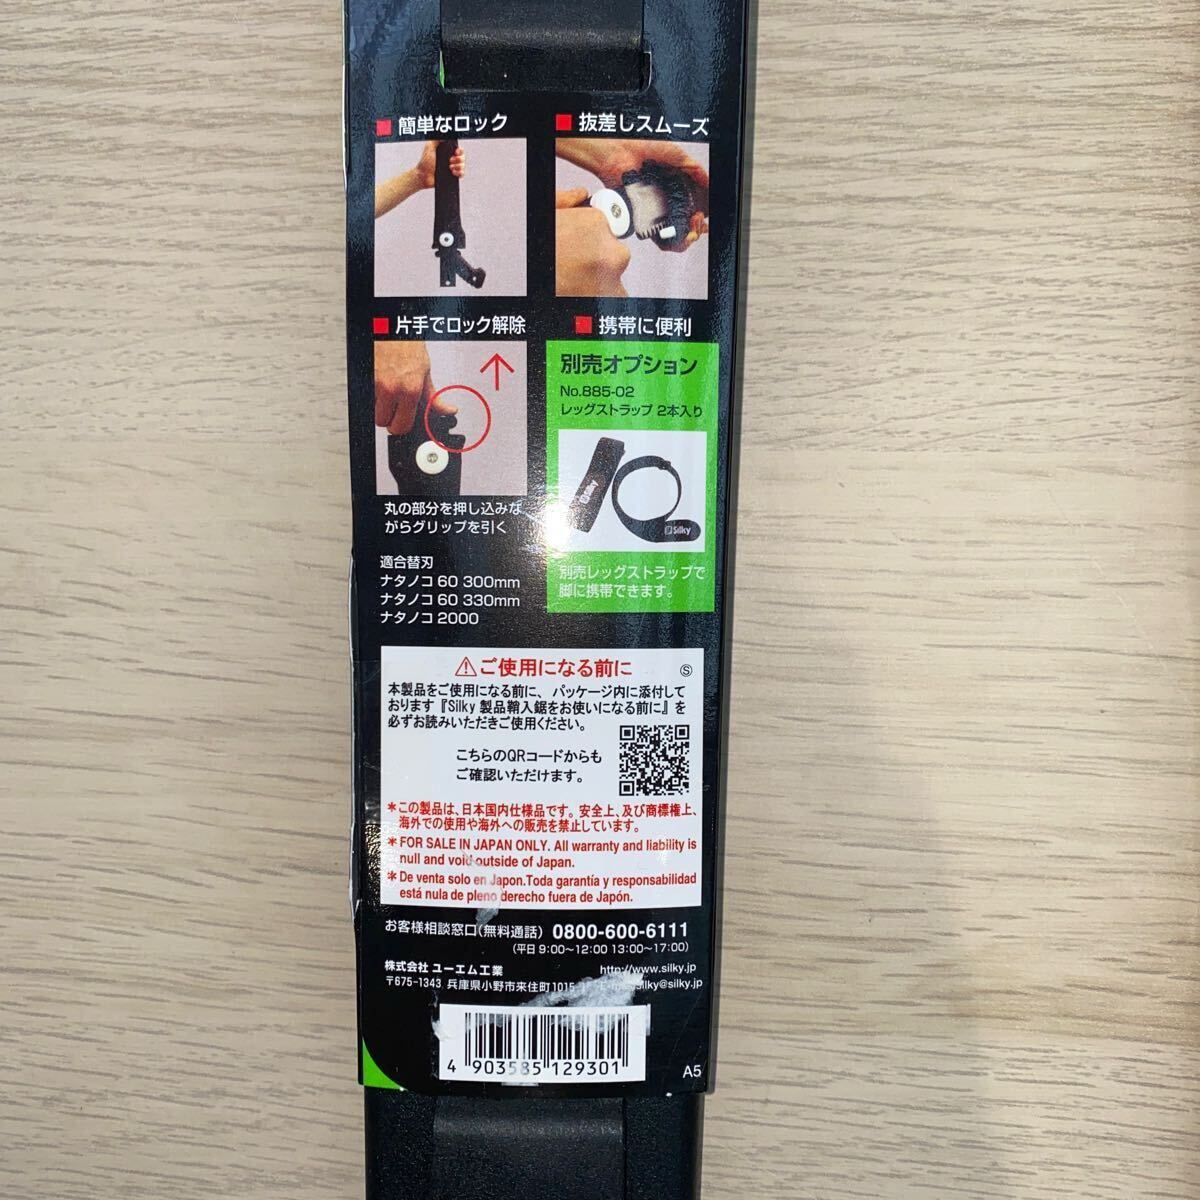 簡単なロック
抜差しスムーズ
片手でロック解除
丸の部分を押し込みな
がらグリップを引く
適合替刃
ナタノコ 60 300mm
ナタノコ 60 330mm
ナタノコ 2000
携帯に便利
別売オプション
No.885-02
レッグストラップ 2本入り
Silky
Silky
別売レッグストラップで
脚に携帯できます。
⚠ご使用になる前に
Ⓢ
本製品をご使用になる前に、パッケージ内に添付して
おります『Silky 製品鞘入鋸をお使いになる前に』を
必ずお読みいただきご使用ください。
こちらのQRコードからも
ご確認いただけます。
*この製品は、日本国内仕様品です。安全上、及び商標権上、
海外での使用や海外への販売を禁止しています。
*FOR SALE IN JAPAN ONLY. All warranty and liability is
null and void outside of Japan.
*De venta solo en Japon.Toda garantía y responsabilidad
está nula de pleno derecho fuera de Japón.
お客様相談窓口(無料通話) 0800-600-6111
(平日 9:00〜12:00 13:00〜17:00)
株式会社 ユーエム工業
http://www.silky.jp
〒675-1343 兵庫県小野市来住町1015
silky@silky.jp
4 903585 129301
A5